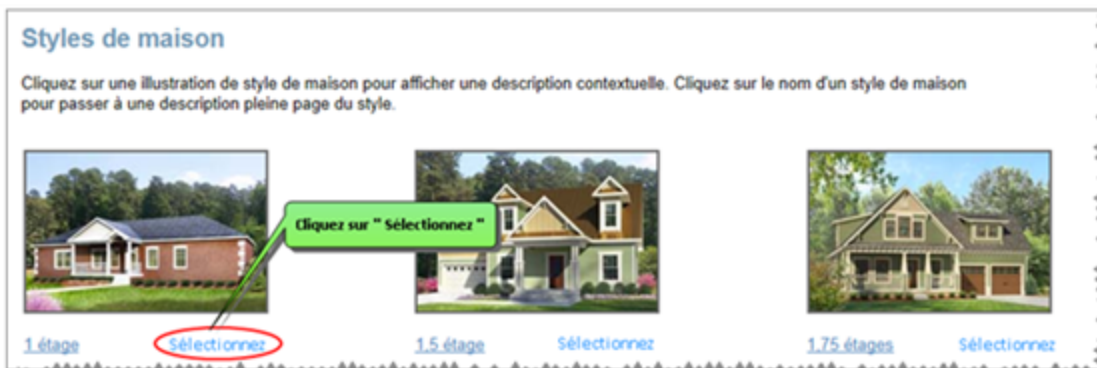 Styles de maison
Cliquez sur une illustration de style de maison pour afficher une description contextuelle. Cliquez sur le nom d'un style de maison
pour passer à une description pleine page du style.
Cliquez sur " Sélectionnez "
1 étage Sélectionnez 1,5 étage Sélectionnez 1,75 étages Sélectionnez